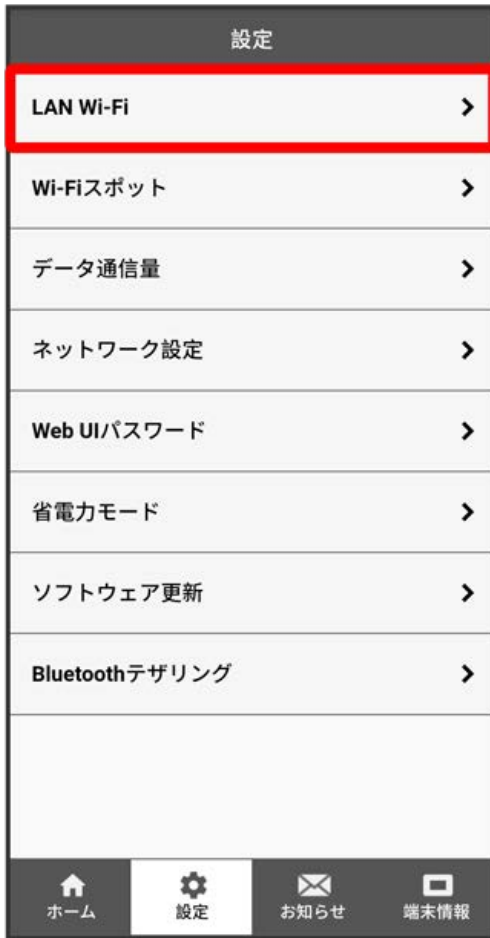 設定
LAN Wi-Fi
Wi-Fiスポット
データ通信量
ネットワーク設定
Web UIパスワード
省電力モード
ソフトウェア更新
Bluetoothテザリング
ホーム
設定
お知らせ
端末情報